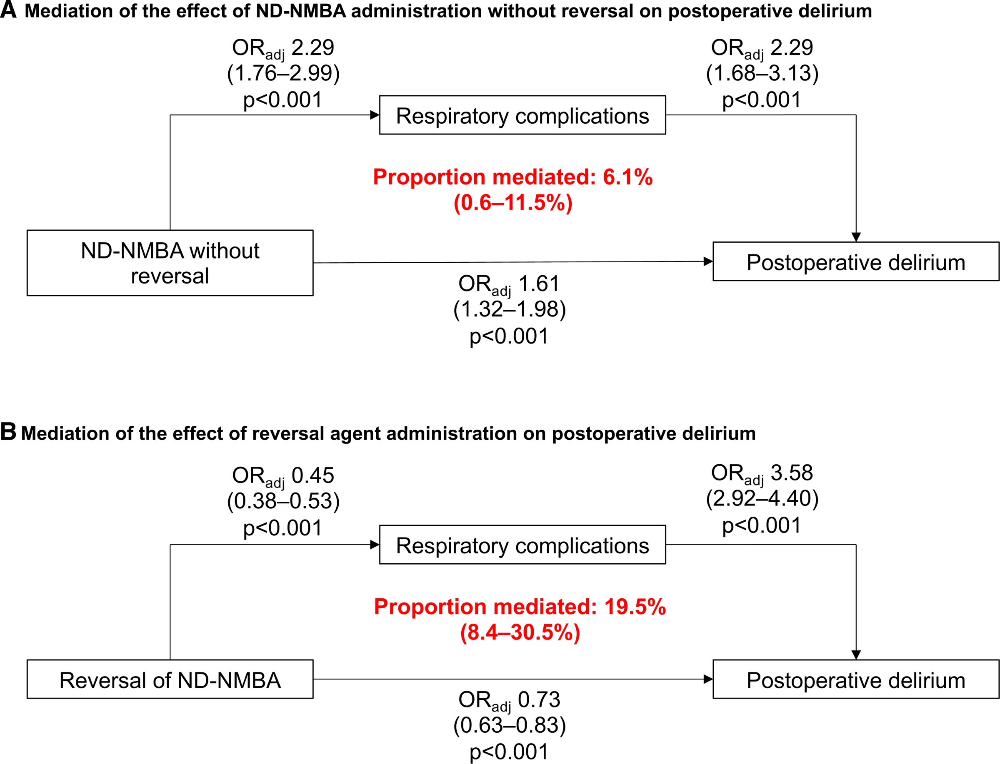 A Mediation of the effect of ND-NMBA administration without reversal on postoperative delirium
ORadj 2.29
(1.76–2.99)
p<0.001
ORadj 2.29
(1.68–3.13)
p<0.001
Respiratory complications
Proportion mediated: 6.1%
(0.6–11.5%)
ND-NMBA without
reversal
Postoperative delirium
ORadj 1.61
(1.32–1.98)
p<0.001
B Mediation of the effect of reversal agent administration on postoperative delirium
ORadj 0.45
(0.38–0.53)
p<0.001
ORadj 3.58
(2.92–4.40)
p<0.001
Respiratory complications
Proportion mediated: 19.5%
(8.4–30.5%)
Reversal of ND-NMBA
Postoperative delirium
ORadj 0.73
(0.63–0.83)
p<0.001